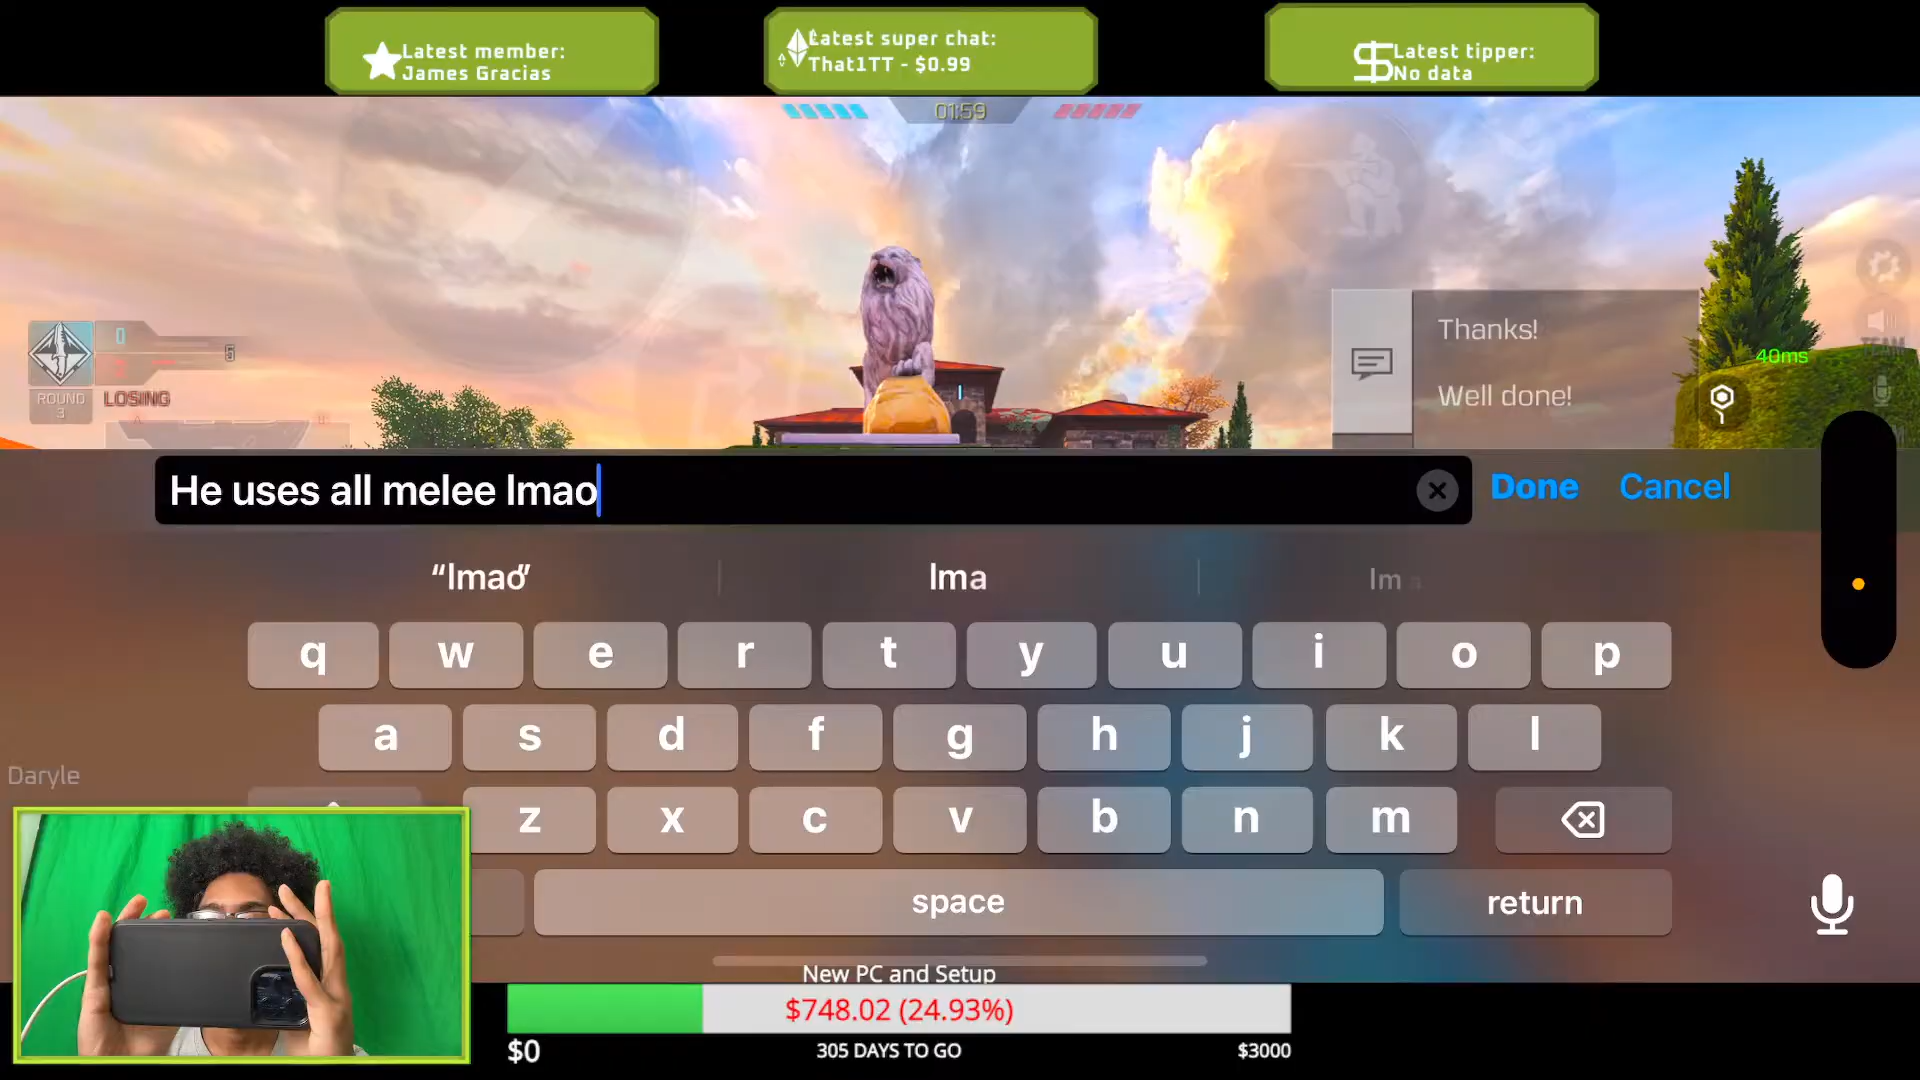 Latest member:
James Gracias
Latest super chat:
That1TT - $0.99
Latest tipper:
No data
01:59
Thanks!
Well done!
40ms
TEAM
0
5
ROUND
3
LOSING
He uses all melee lmao
Done
Cancel
“lmao”
lma
q w e r t y u i o p
a s d f g h j k l
z x c v b n m
space
return
Daryle
New PC and Setup
$748.02 (24.93%)
$0
305 DAYS TO GO
$3000